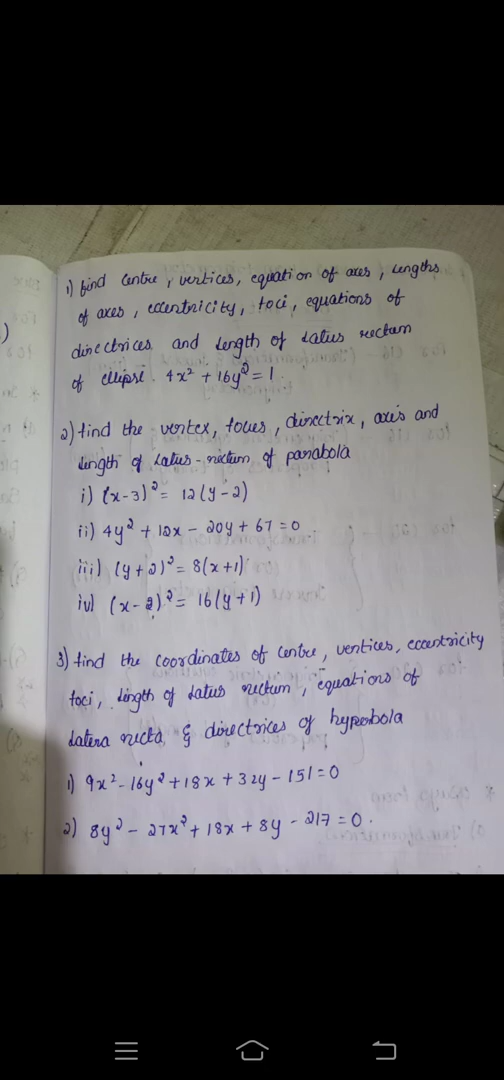 1) find Centre, vertices, equation of axes, lengths
of axes, eccentricity, foci, equations of
directrices and length of Latus rectum
of ellipse. 4x² + 16y² = 1.
2) find the vertex, focus, directrix, axis and
length of Latus-rectum of parabola
i) (x-3)² = 12(y-2)
ii) 4y² + 12x - 20y + 67 = 0.
iii) (y+2)² = 8(x+1)
iv) (x-2)² = 16(y+1)
3) find the coordinates of Centre, vertices, eccentricity
foci, length of Latus rectum, equations of
Latera recta, & directrices of hyperbola
1) 9x² - 16y² + 18x + 32y - 151 = 0
2) 8y² - 27x² + 18x + 8y - 217 = 0.